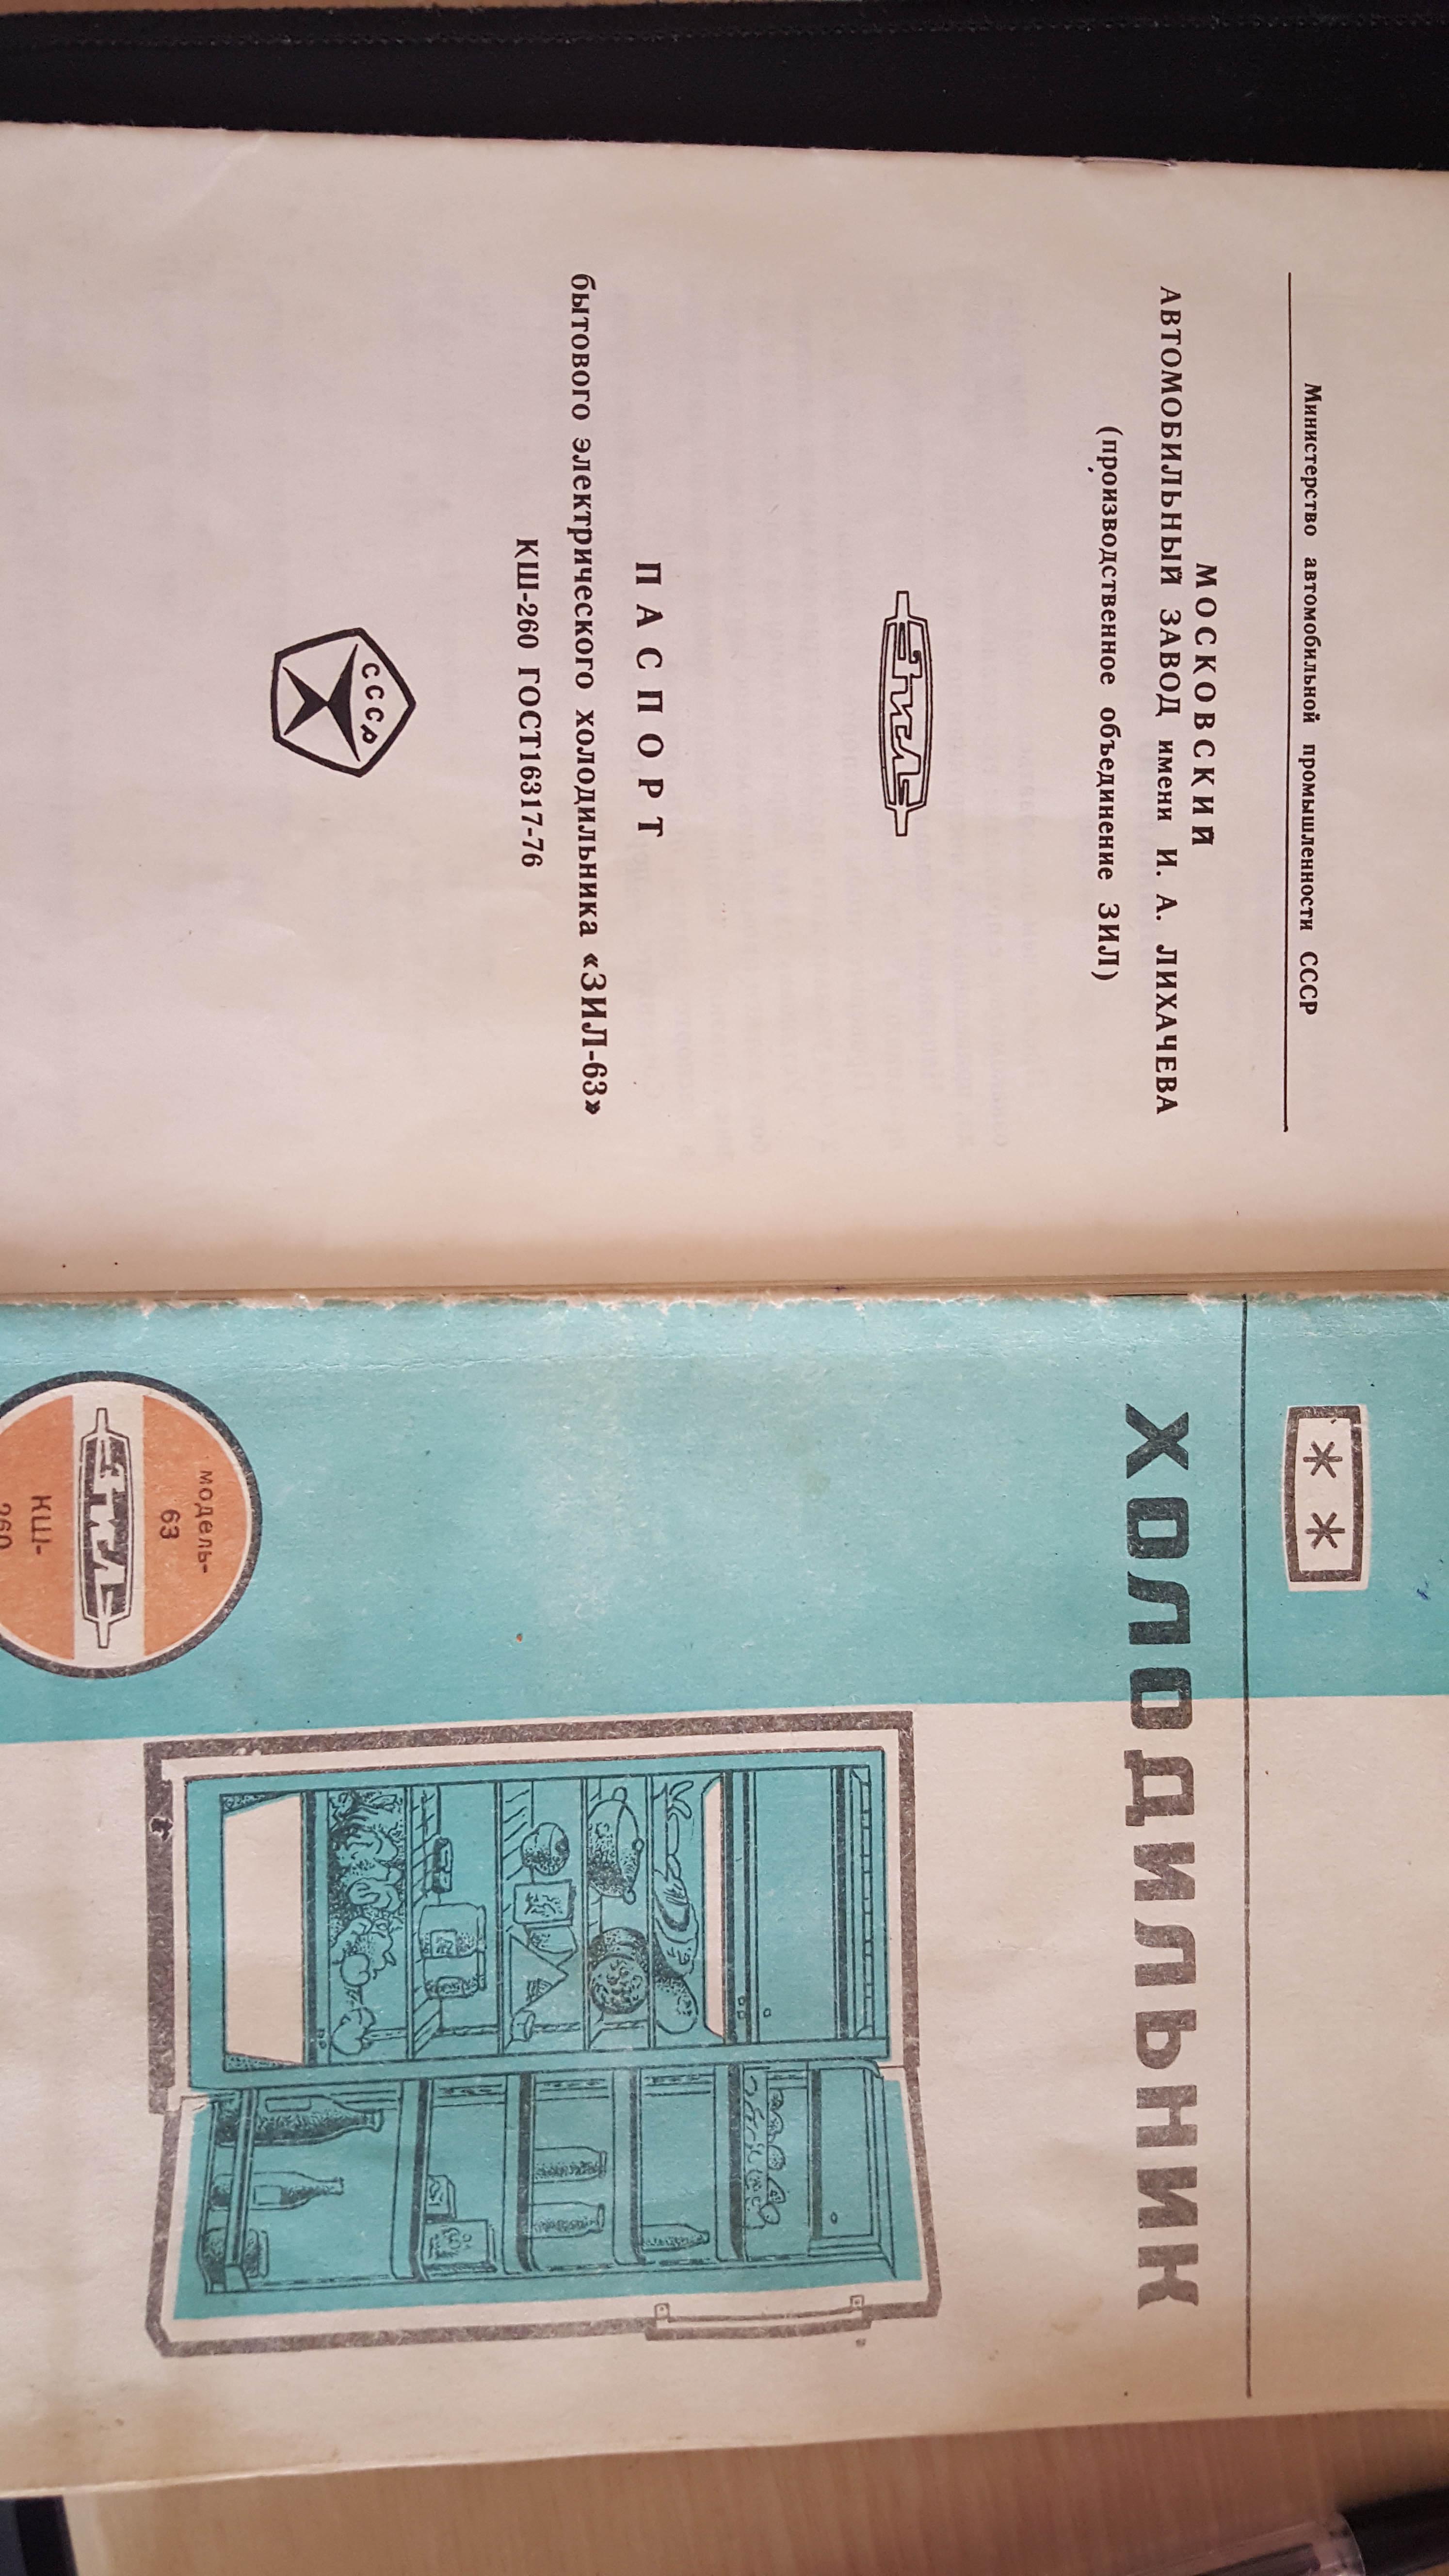 Министерство автомобильной промышленности СССР
МОСКОВСКИЙ
АВТОМОБИЛЬНЫЙ ЗАВОД имени И. А. ЛИХАЧЕВА
(производственное объединение ЗИЛ)
ЗИЛ
ПАСПОРТ
бытового электрического холодильника «ЗИЛ-63»
КШ-260 ГОСТ16317-76
СССР
**
ХОЛОДИЛЬНИК
модель-
63
ЗИЛ
КШ-
260